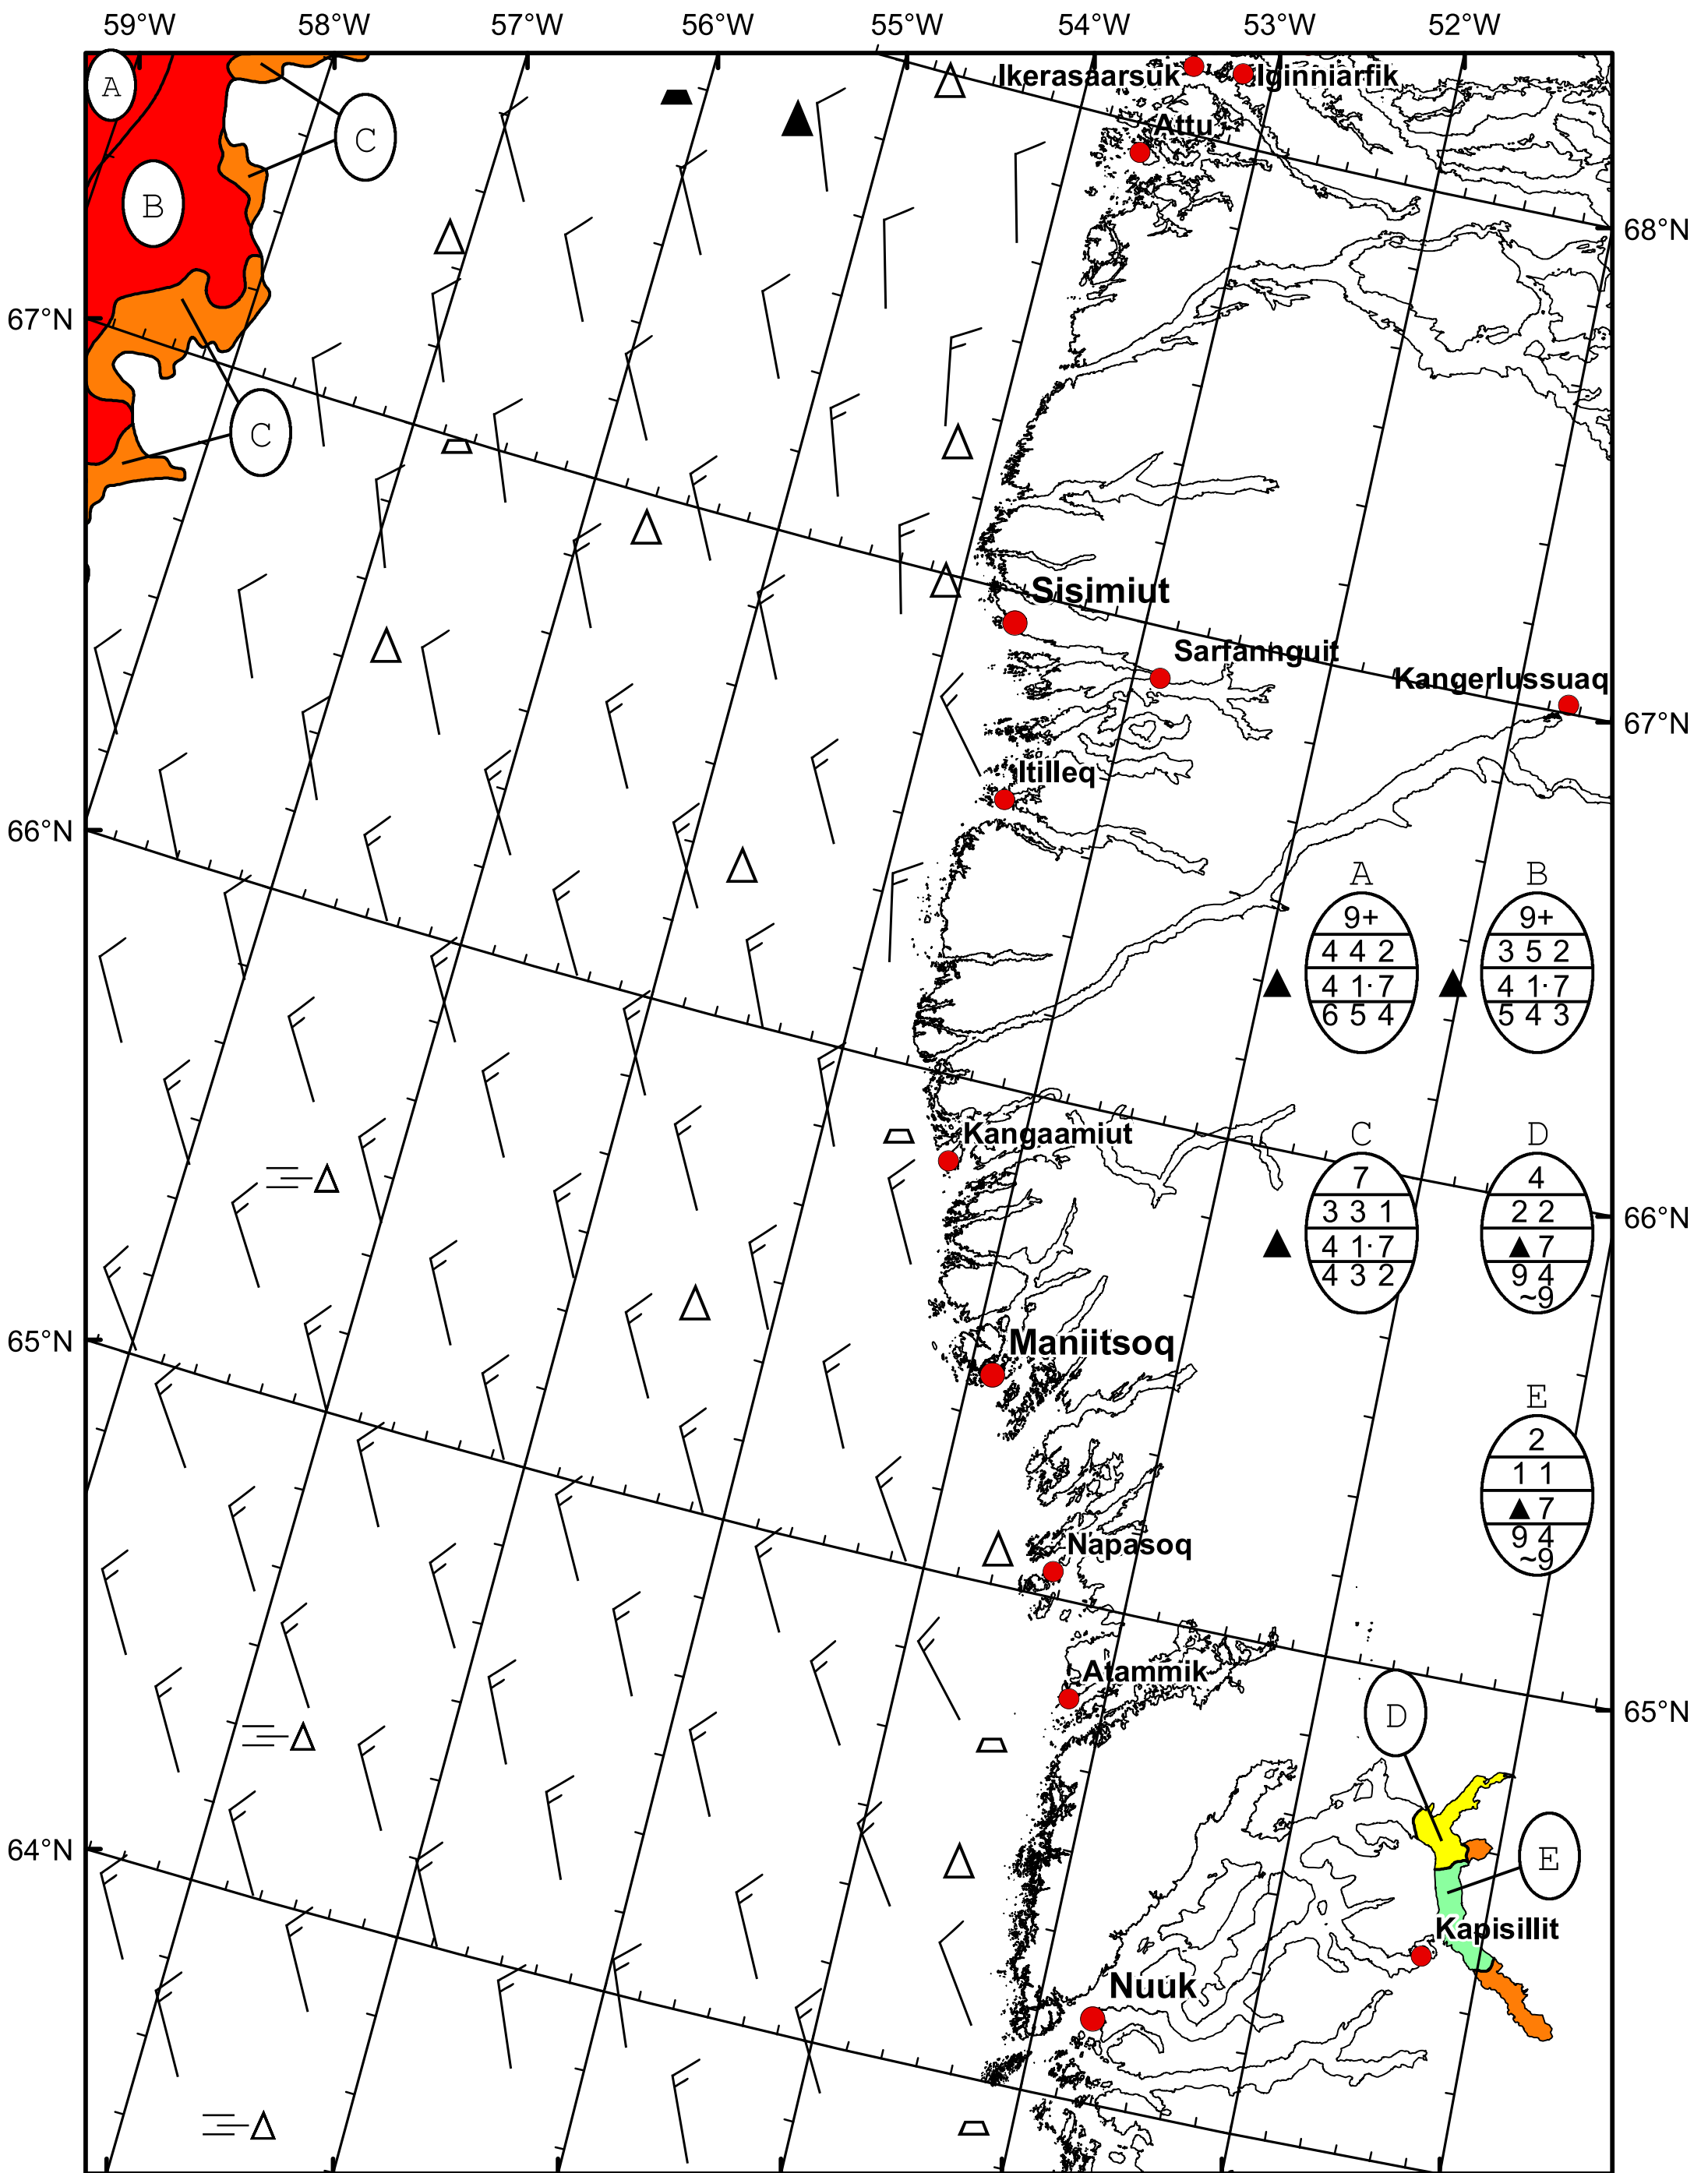 59°W 58°W 57°W 56°W 55°W 54°W 53°W 52°W
Ikerasaarsuk
Iginniarfik
A
Attu
C
B
68°N
67°N
C
Sisimiut
Sarfannguit
Kangerlussuaq
67°N
Itilleq
66°N
A
9+
4 4 2
4 1· 7
6 5 4
B
9+
3 5 2
4 1· 7
5 4 3
Kangaamiut
C
7
3 3 1
4 1· 7
4 3 2
D
4
2 2
▲ 7
9 4
~9
66°N
65°N
Maniitsoq
E
2
1 1
▲ 7
9 4
~9
Napasoq
Atammik
65°N
D
64°N
E
Kapisillit
Nuuk